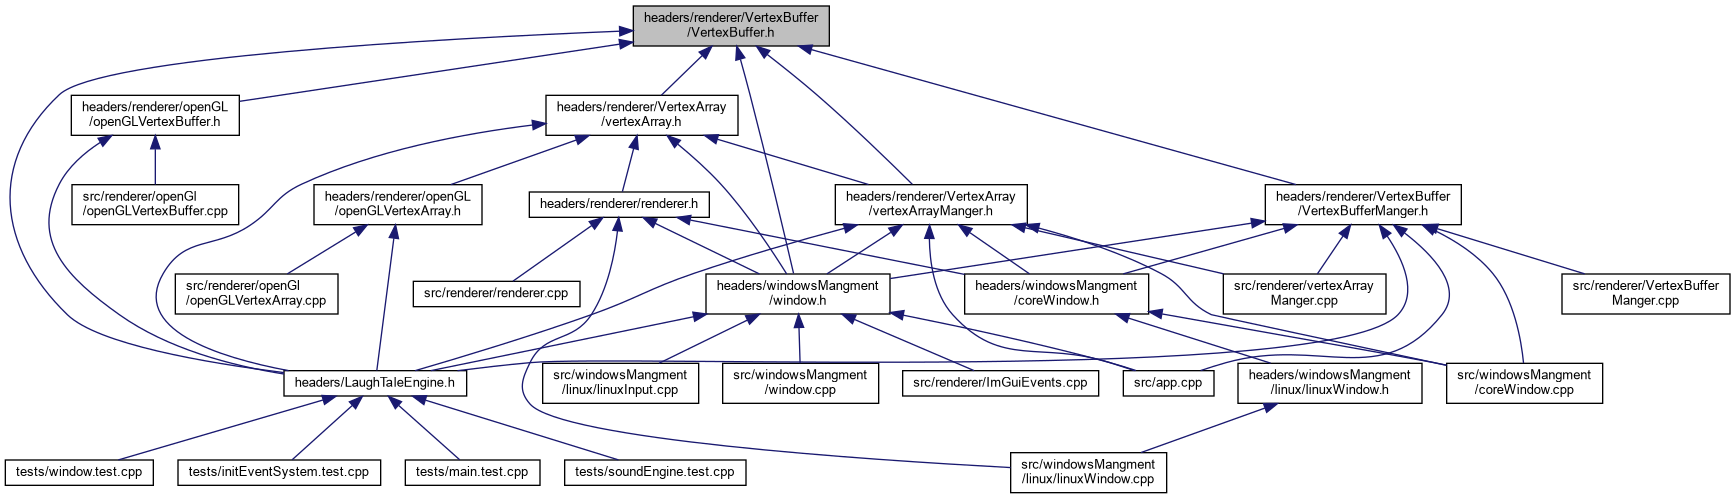 headers/renderer/VertexBuffer
/VertexBuffer.h
headers/renderer/openGL
/openGLVertexBuffer.h
headers/renderer/VertexArray
/vertexArray.h
src/renderer/openGl
/openGLVertexBuffer.cpp
headers/renderer/openGL
/openGLVertexArray.h
headers/renderer/renderer.h
headers/renderer/VertexArray
/vertexArrayManger.h
headers/renderer/VertexBuffer
/VertexBufferManger.h
src/renderer/openGl
/openGLVertexArray.cpp
src/renderer/renderer.cpp
headers/windowsMangment
/window.h
headers/windowsMangment
/coreWindow.h
src/renderer/vertexArray
Manger.cpp
src/renderer/VertexBuffer
Manger.cpp
headers/LaughTaleEngine.h
src/windowsMangment
/linux/linuxInput.cpp
src/windowsMangment
/window.cpp
src/renderer/ImGuiEvents.cpp
src/app.cpp
headers/windowsMangment
/linux/linuxWindow.h
src/windowsMangment
/coreWindow.cpp
tests/window.test.cpp
tests/initEventSystem.test.cpp
tests/main.test.cpp
tests/soundEngine.test.cpp
src/windowsMangment
/linux/linuxWindow.cpp